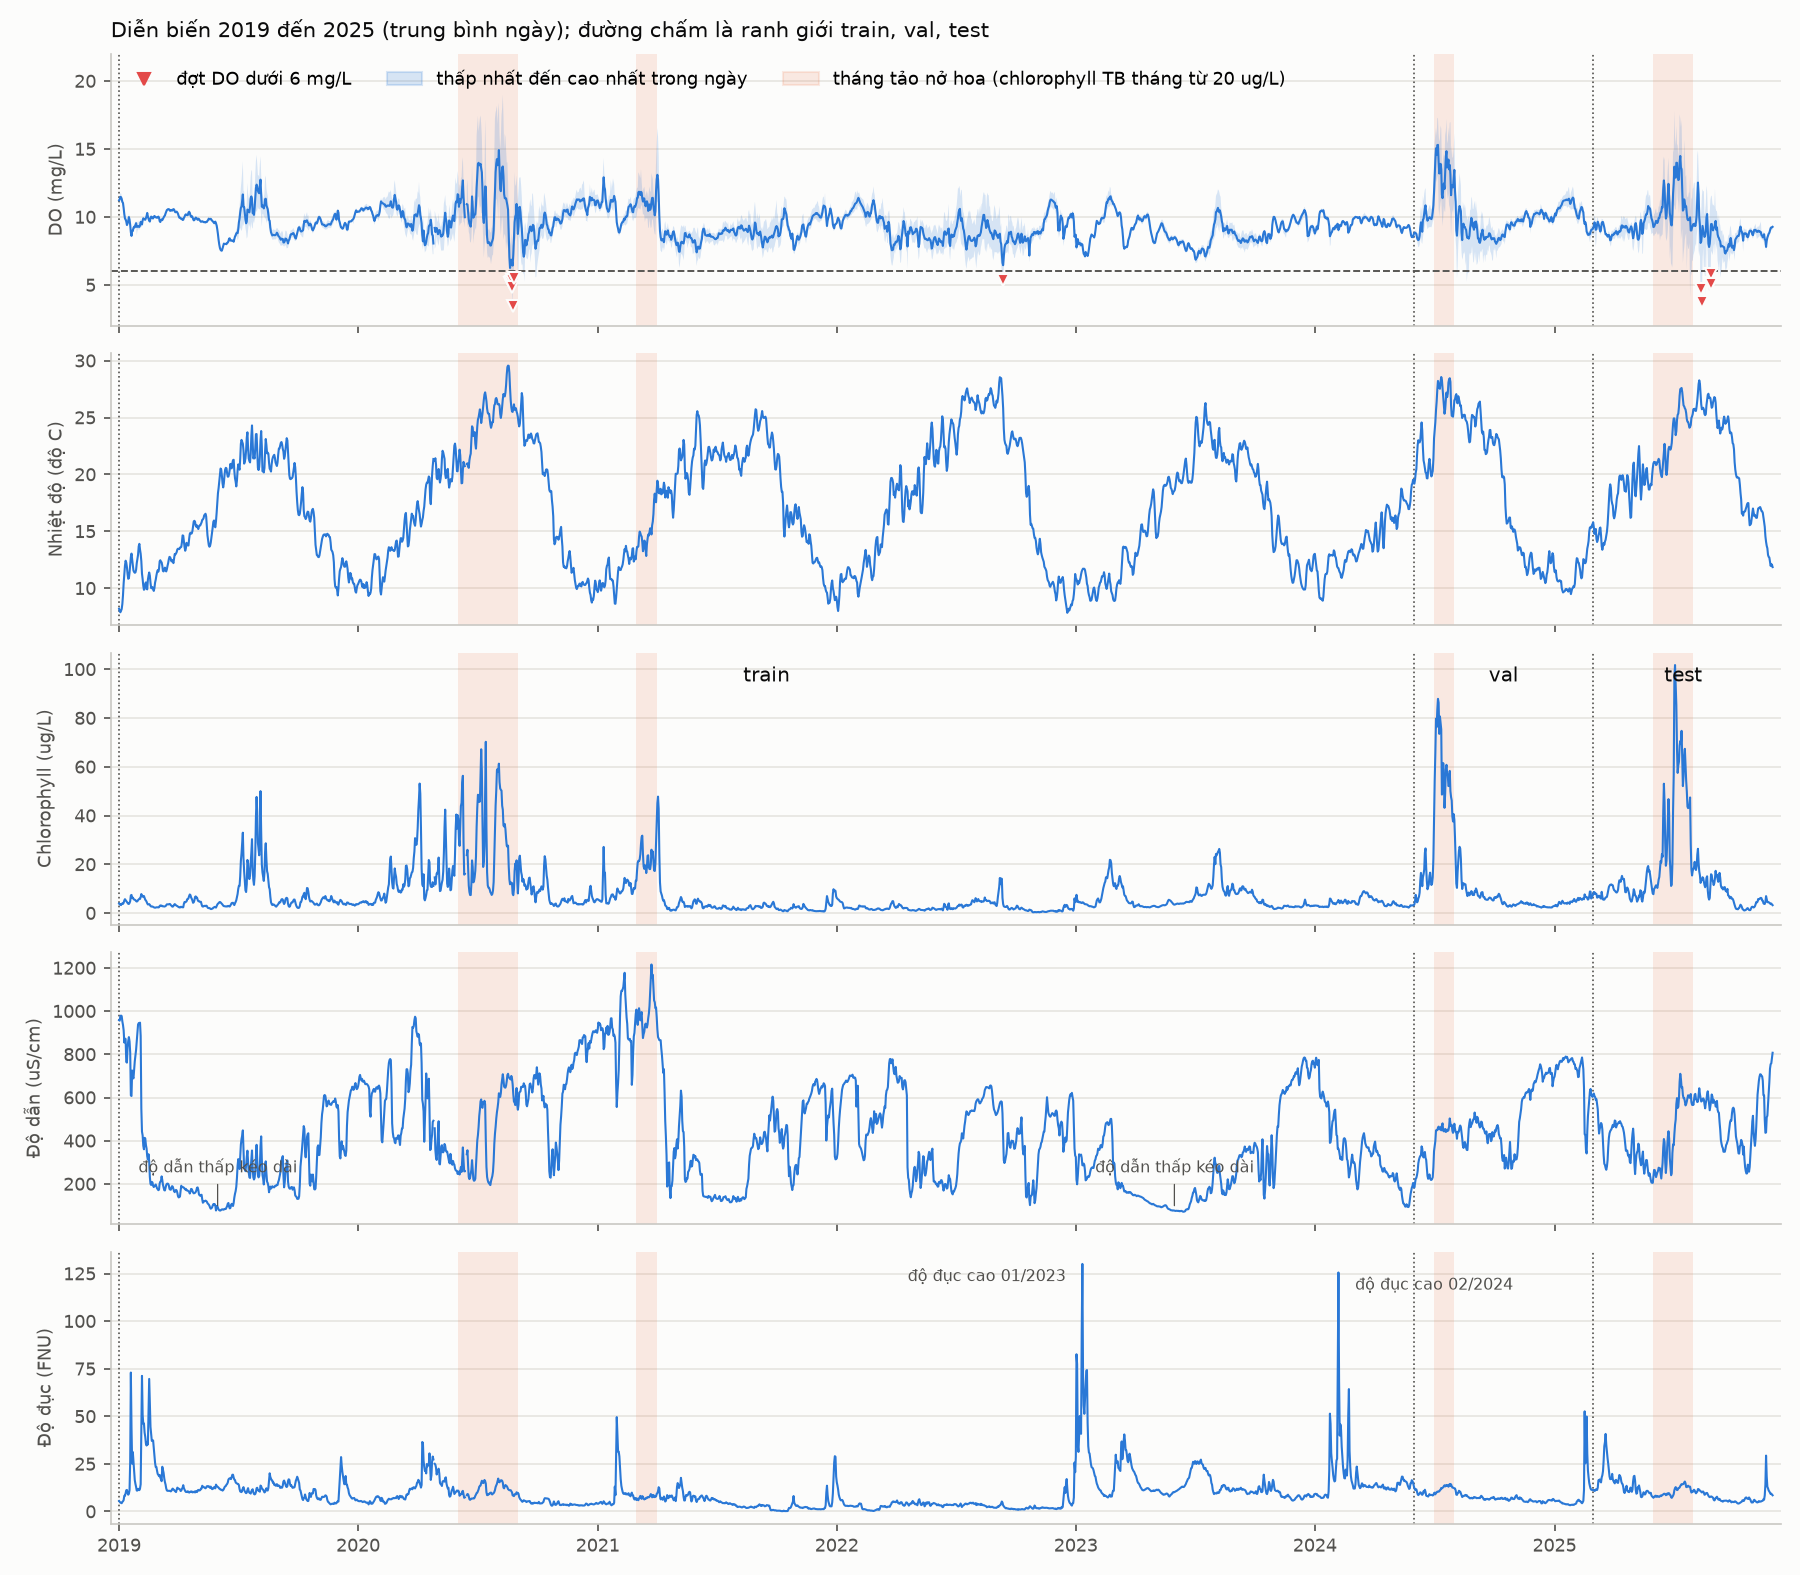 Diễn biến 2019 đến 2025 (trung bình ngày); đường chấm là ranh giới train, val, test
đợt DO dưới 6 mg/L
thấp nhất đến cao nhất trong ngày
tháng tảo nở hoa (chlorophyll TB tháng từ 20 ug/L)
DO (mg/L)
20
15
10
5
Nhiệt độ (độ C)
30
25
20
15
10
Chlorophyll (ug/L)
100
80
60
40
20
0
train
val
test
Độ dẫn (uS/cm)
1200
1000
800
600
400
200
độ dẫn thấp kéo dài
độ dẫn thấp kéo dài
Độ đục (FNU)
125
100
75
50
25
0
độ đục cao 01/2023
độ đục cao 02/2024
2019
2020
2021
2022
2023
2024
2025